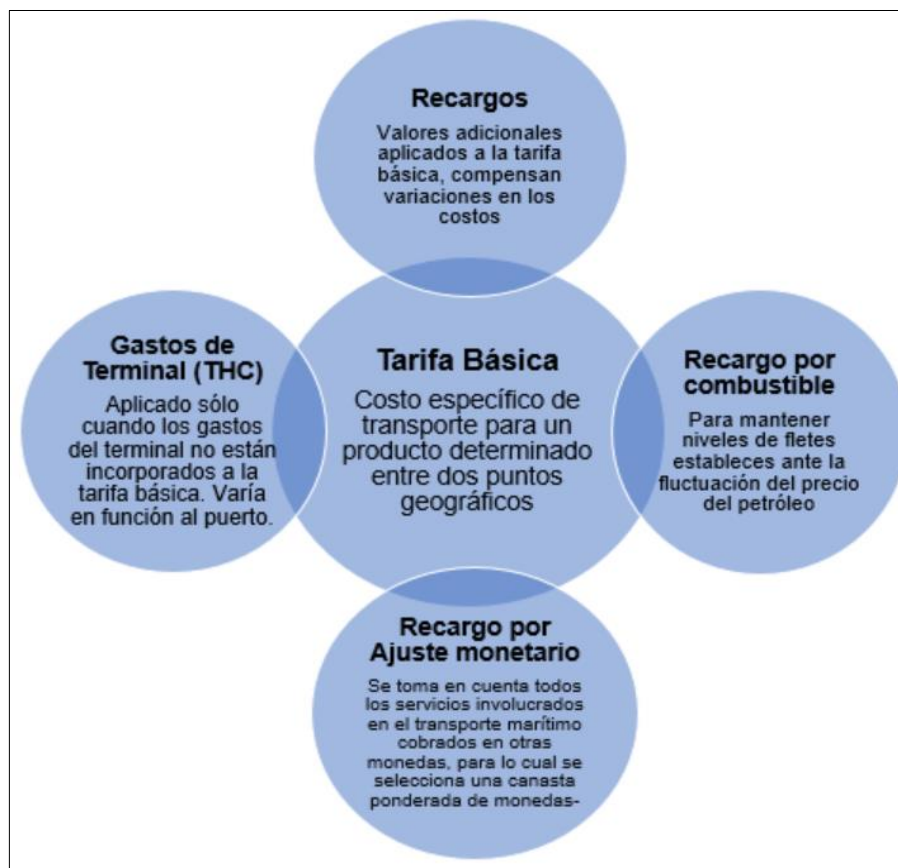 Recargos
Valores adicionales
aplicados a la tarifa
básica, compensan
variaciones en los
costos
Gastos de
Terminal (THC)
Aplicado sólo
cuando los gastos
del terminal no están
incorporados a la
tarifa básica. Varía
en función al puerto.
Tarifa Básica
Costo específico de
transporte para un
producto determinado
entre dos puntos
geográficos
Recargo por
combustible
Para mantener
niveles de fletes
estableces ante la
fluctuación del precio
del petróleo
Recargo por
Ajuste monetario
Se toma en cuenta todos
los servicios involucrados
en el transporte marítimo
cobrados en otras
monedas, para lo cual se
selecciona una canasta
ponderada de monedas-